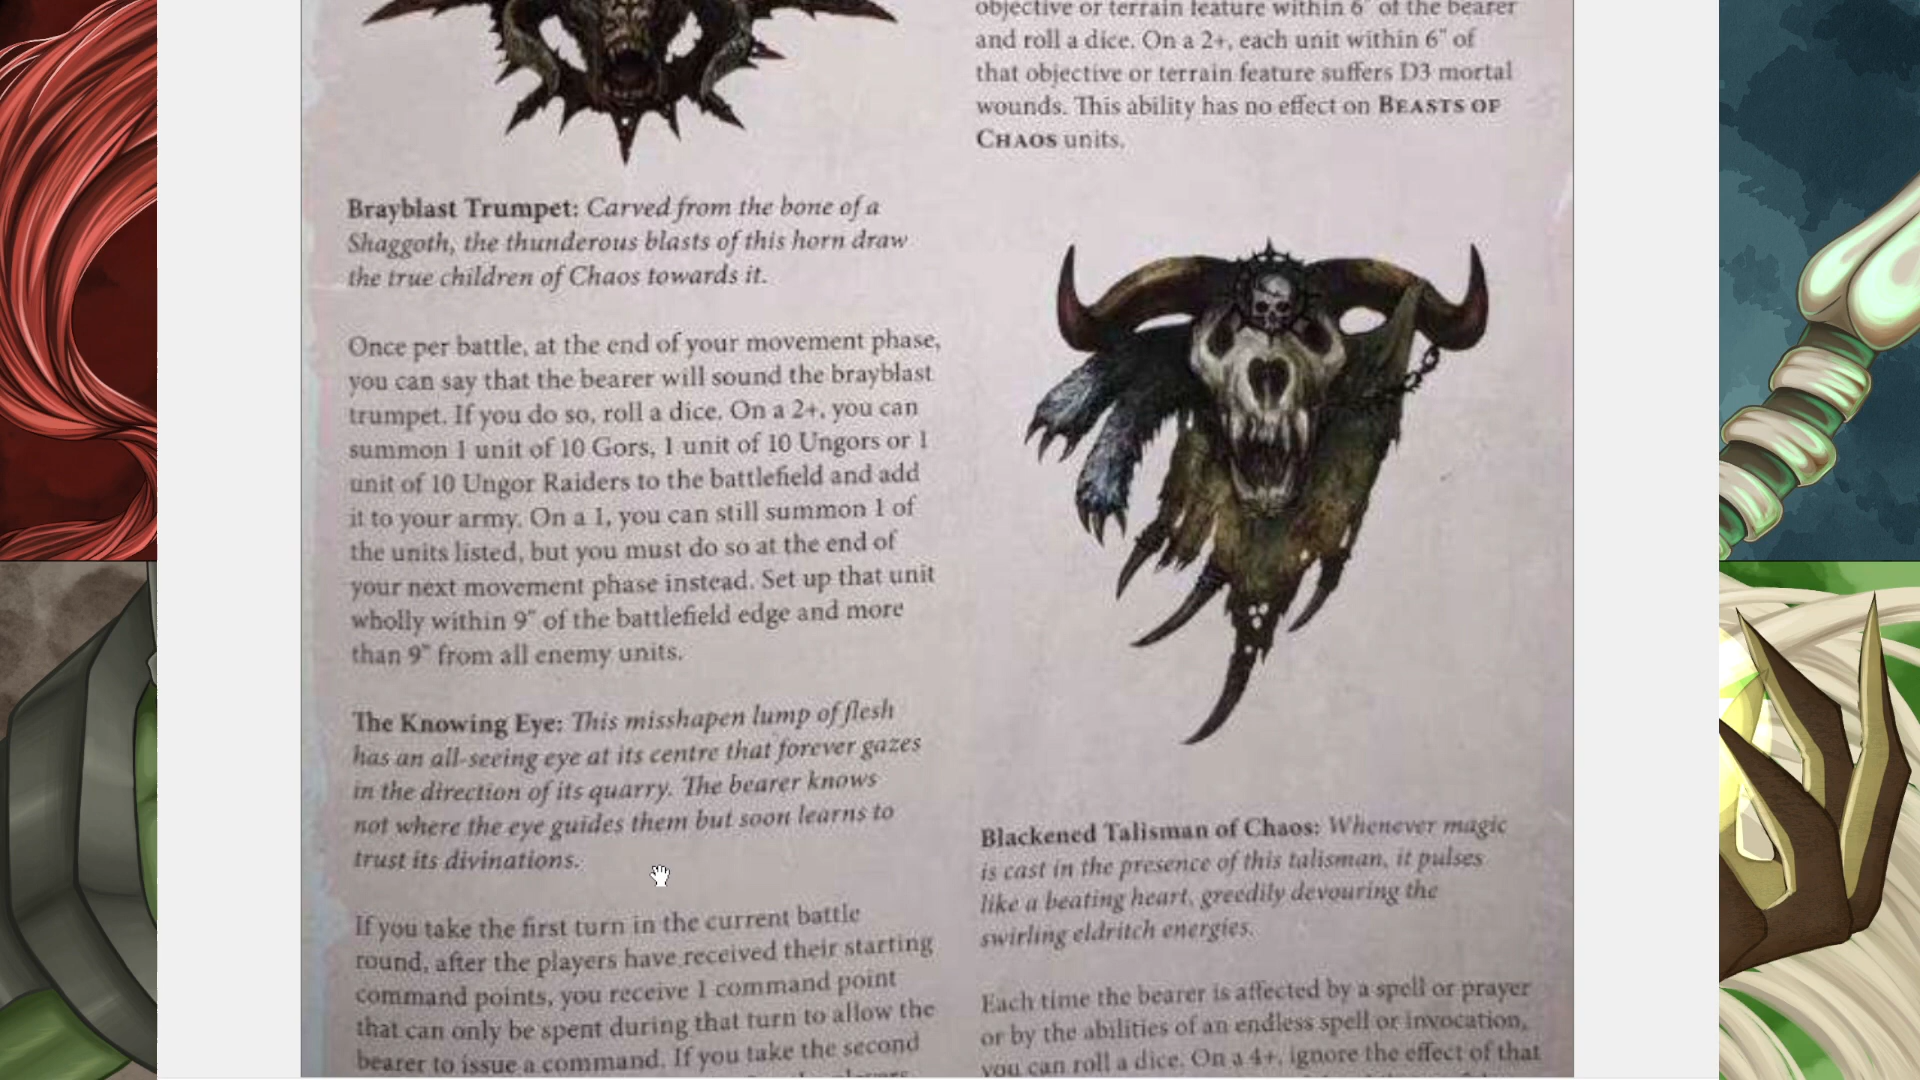 objective or terrain feature within 6" of the bearer
and roll a dice. On a 2+, each unit within 6" of
that objective or terrain feature suffers D3 mortal
wounds. This ability has no effect on BEASTS OF
CHAOS units.
Brayblast Trumpet: Carved from the bone of a
Shaggoth, the thunderous blasts of this horn draw
the true children of Chaos towards it.
Once per battle, at the end of your movement phase,
you can say that the bearer will sound the brayblast
trumpet. If you do so, roll a dice. On a 2+, you can
summon 1 unit of 10 Gors, 1 unit of 10 Ungors or 1
unit of 10 Ungor Raiders to the battlefield and add
it to your army. On a 1, you can still summon 1 of
the units listed, but you must do so at the end of
your next movement phase instead. Set up that unit
wholly within 9" of the battlefield edge and more
than 9" from all enemy units.
The Knowing Eye: This misshapen lump of flesh
has an all-seeing eye at its centre that forever gazes
in the direction of its quarry. The bearer knows
not where the eye guides them but soon learns to
trust its divinations.
If you take the first turn in the current battle
round, after the players have received their starting
command points, you receive 1 command point
that can only be spent during that turn to allow the
bearer to issue a command. If you take the second
Blackened Talisman of Chaos: Whenever magic
is cast in the presence of this talisman, it pulses
like a beating heart, greedily devouring the
swirling eldritch energies.
Each time the bearer is affected by a spell or prayer
or by the abilities of an endless spell or invocation,
you can roll a dice. On a 4+, ignore the effect of that